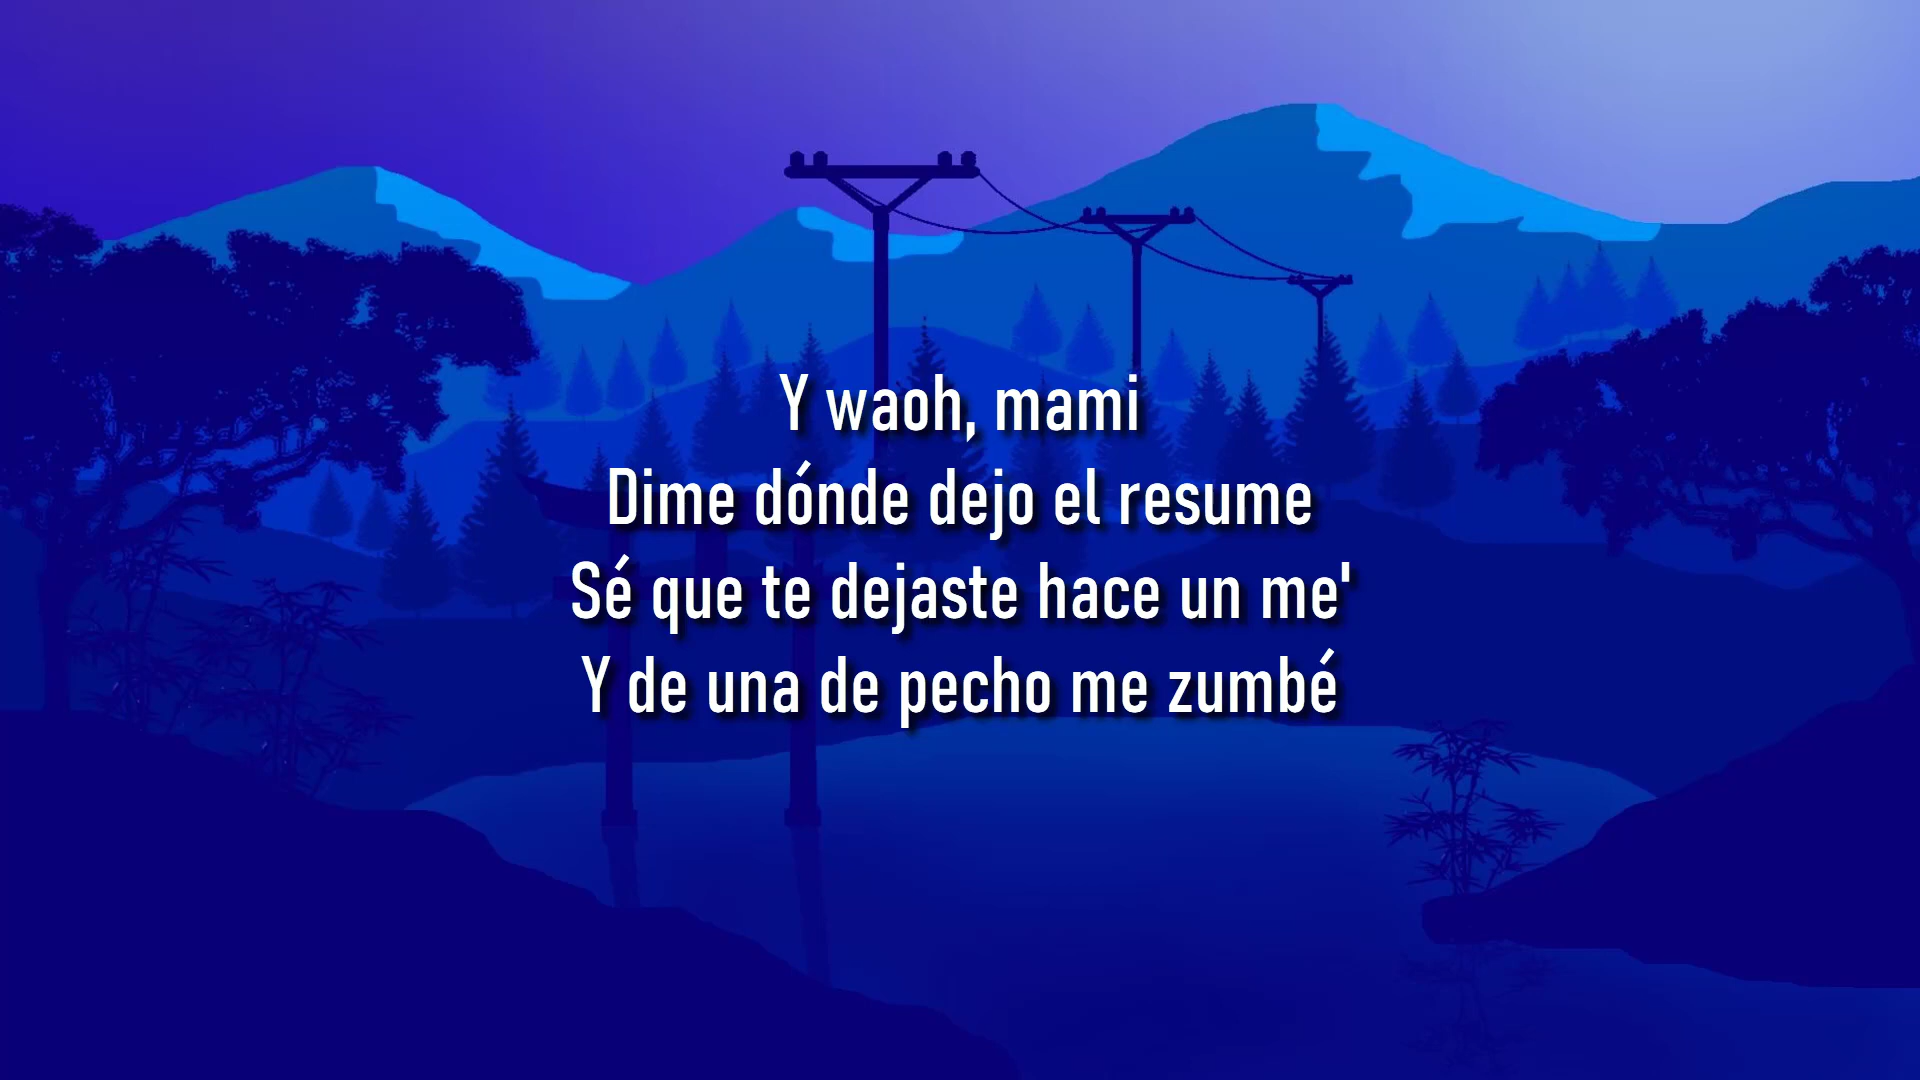 Y waoh, mami
Dime dónde dejo el resume
Sé que te dejaste hace un me'
Y de una de pecho me zumbé